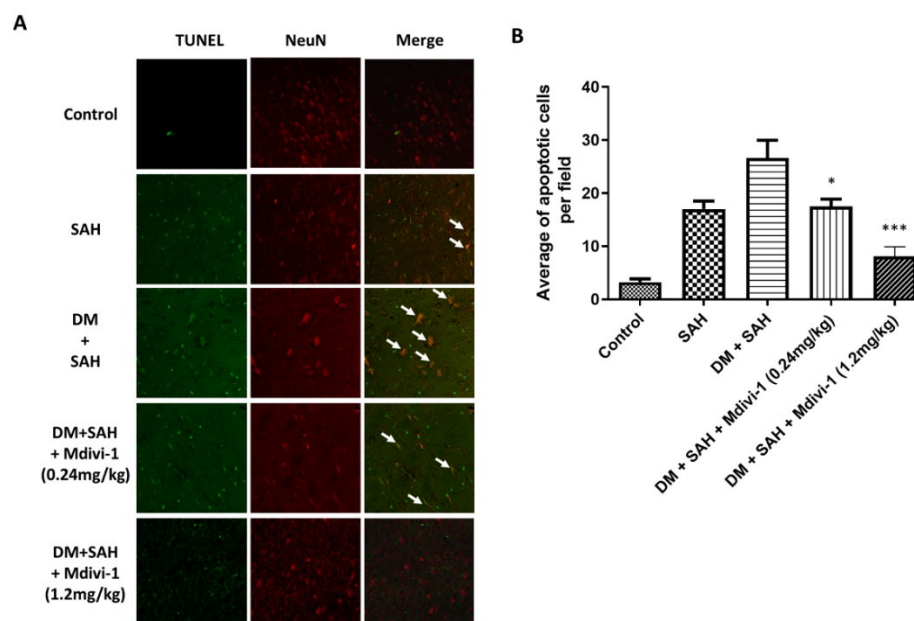 A
TUNEL NeuN Merge
Control
SAH
DM
+
SAH
DM+SAH
+ Mdivi-1
(0.24mg/kg)
DM+SAH
+ Mdivi-1
(1.2mg/kg)
B
Average of apoptotic cells
per field
40
30
20
10
0
*
***
Control
SAH
DM + SAH
DM + SAH + Mdivi-1 (0.24mg/kg)
DM + SAH + Mdivi-1 (1.2mg/kg)